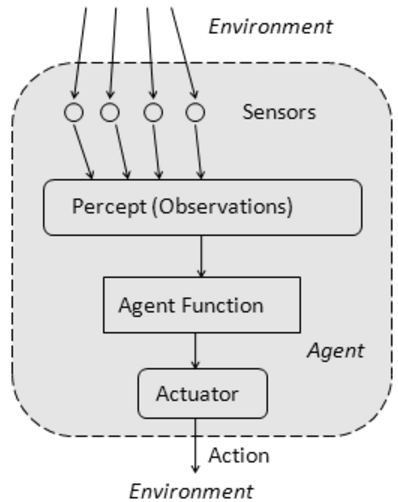 Environment
Sensors
Percept (Observations)
Agent Function
Agent
Actuator
Action
Environment